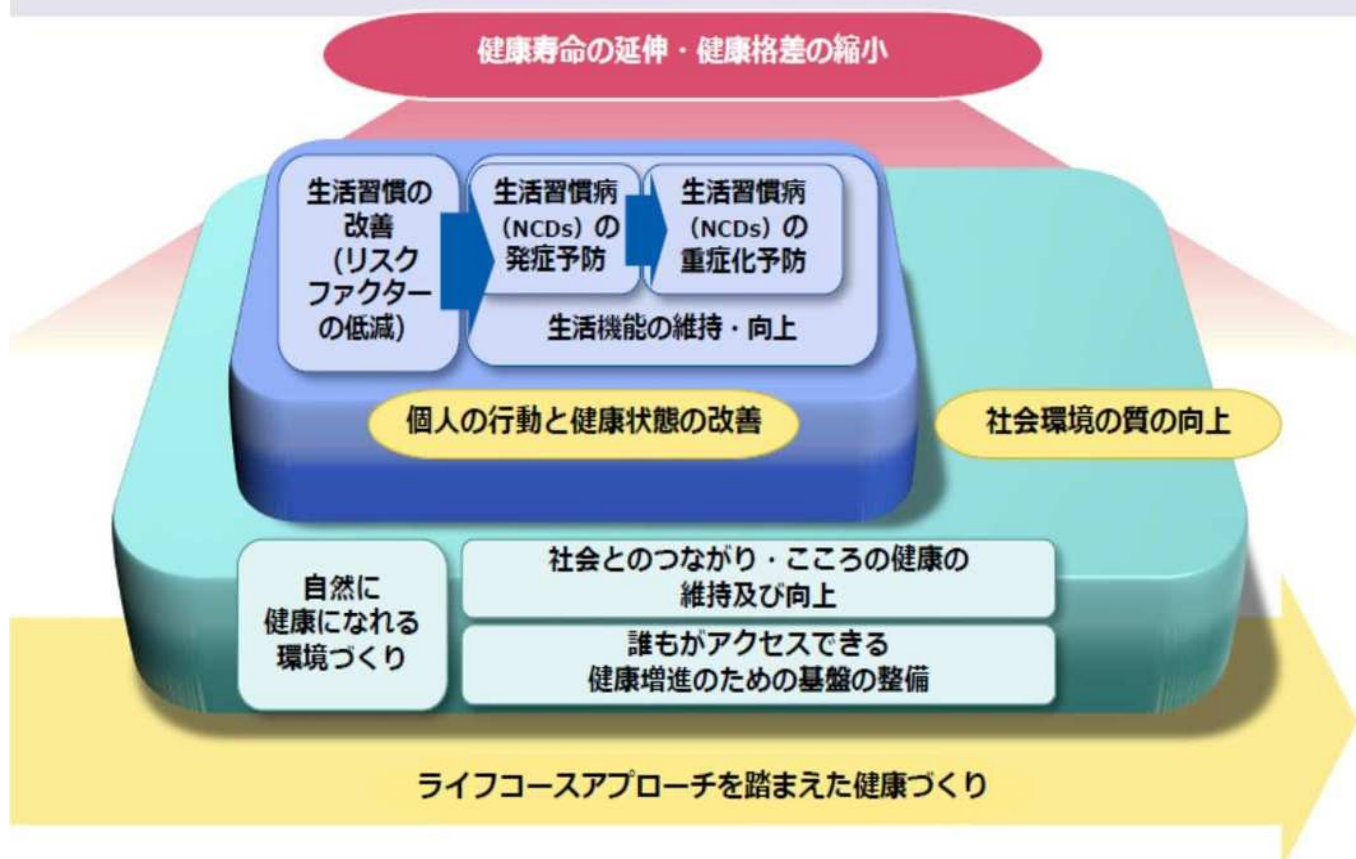 健康寿命の延伸・健康格差の縮小
生活習慣の
改善
(リスク
ファクター
の低減)
生活習慣病
(NCDs)の
発症予防
生活習慣病
(NCDs)の
重症化予防
生活機能の維持・向上
個人の行動と健康状態の改善
社会環境の質の向上
自然に
健康になれる
環境づくり
社会とのつながり・こころの健康の
維持及び向上
誰もがアクセスできる
健康増進のための基盤の整備
ライフコースアプローチを踏まえた健康づくり